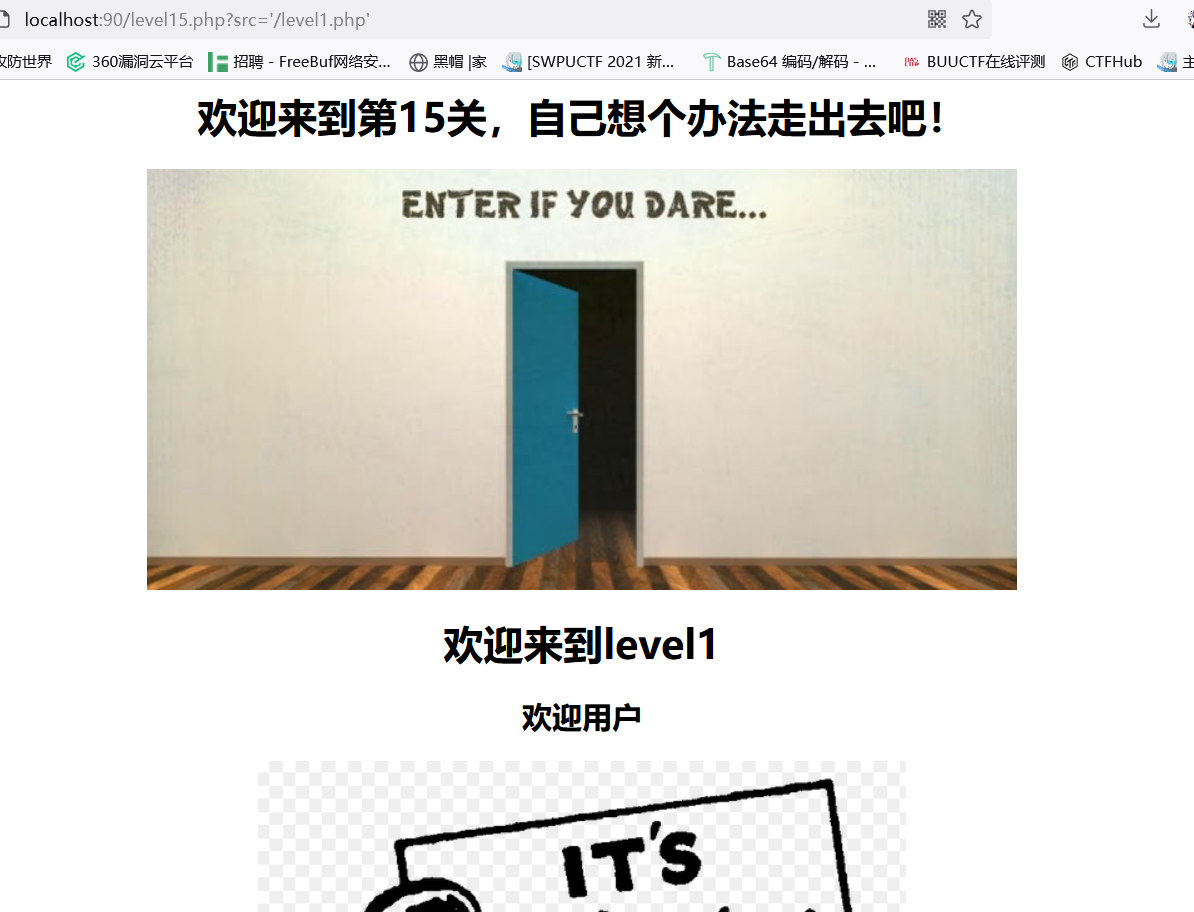 localhost:90/level15.php?src='/level1.php'
攻防世界 360漏洞云平台 招聘 - FreeBuf网络安... 黑帽 |家 [SWPUCTF 2021 新... Base64 编码/解码 - ... BUUCTF在线评测 CTFHub 主
欢迎来到第15关，自己想个办法走出去吧！
ENTER IF YOU DARE...
欢迎来到level1
欢迎用户
IT'S